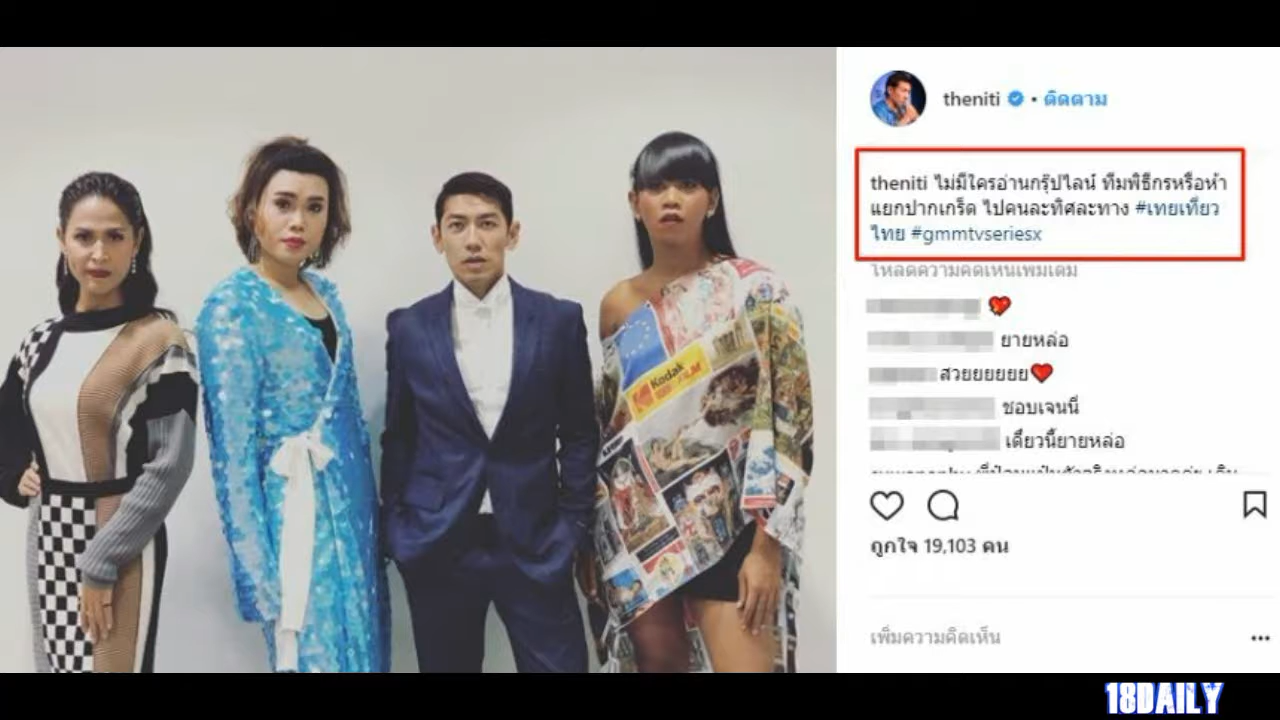 theniti • ติดตาม
theniti ไม่มีใครอ่านกรุ๊ปไลน์ ทีมพิธีกรหรือห้า
แยกปากเกร็ด ไปคนละทิศละทาง #เทยเที่ยว
ไทย #gmmtvseriesx
โหลดความคิดเห็นเพิ่มเติม
ยายหล่อ
สวยยยยยย
ชอบเจนนี่
เดี๋ยวนี้ยายหล่อ
ถูกใจ 19,103 คน
เพิ่มความคิดเห็น
Kodak
FILM
18DAILY